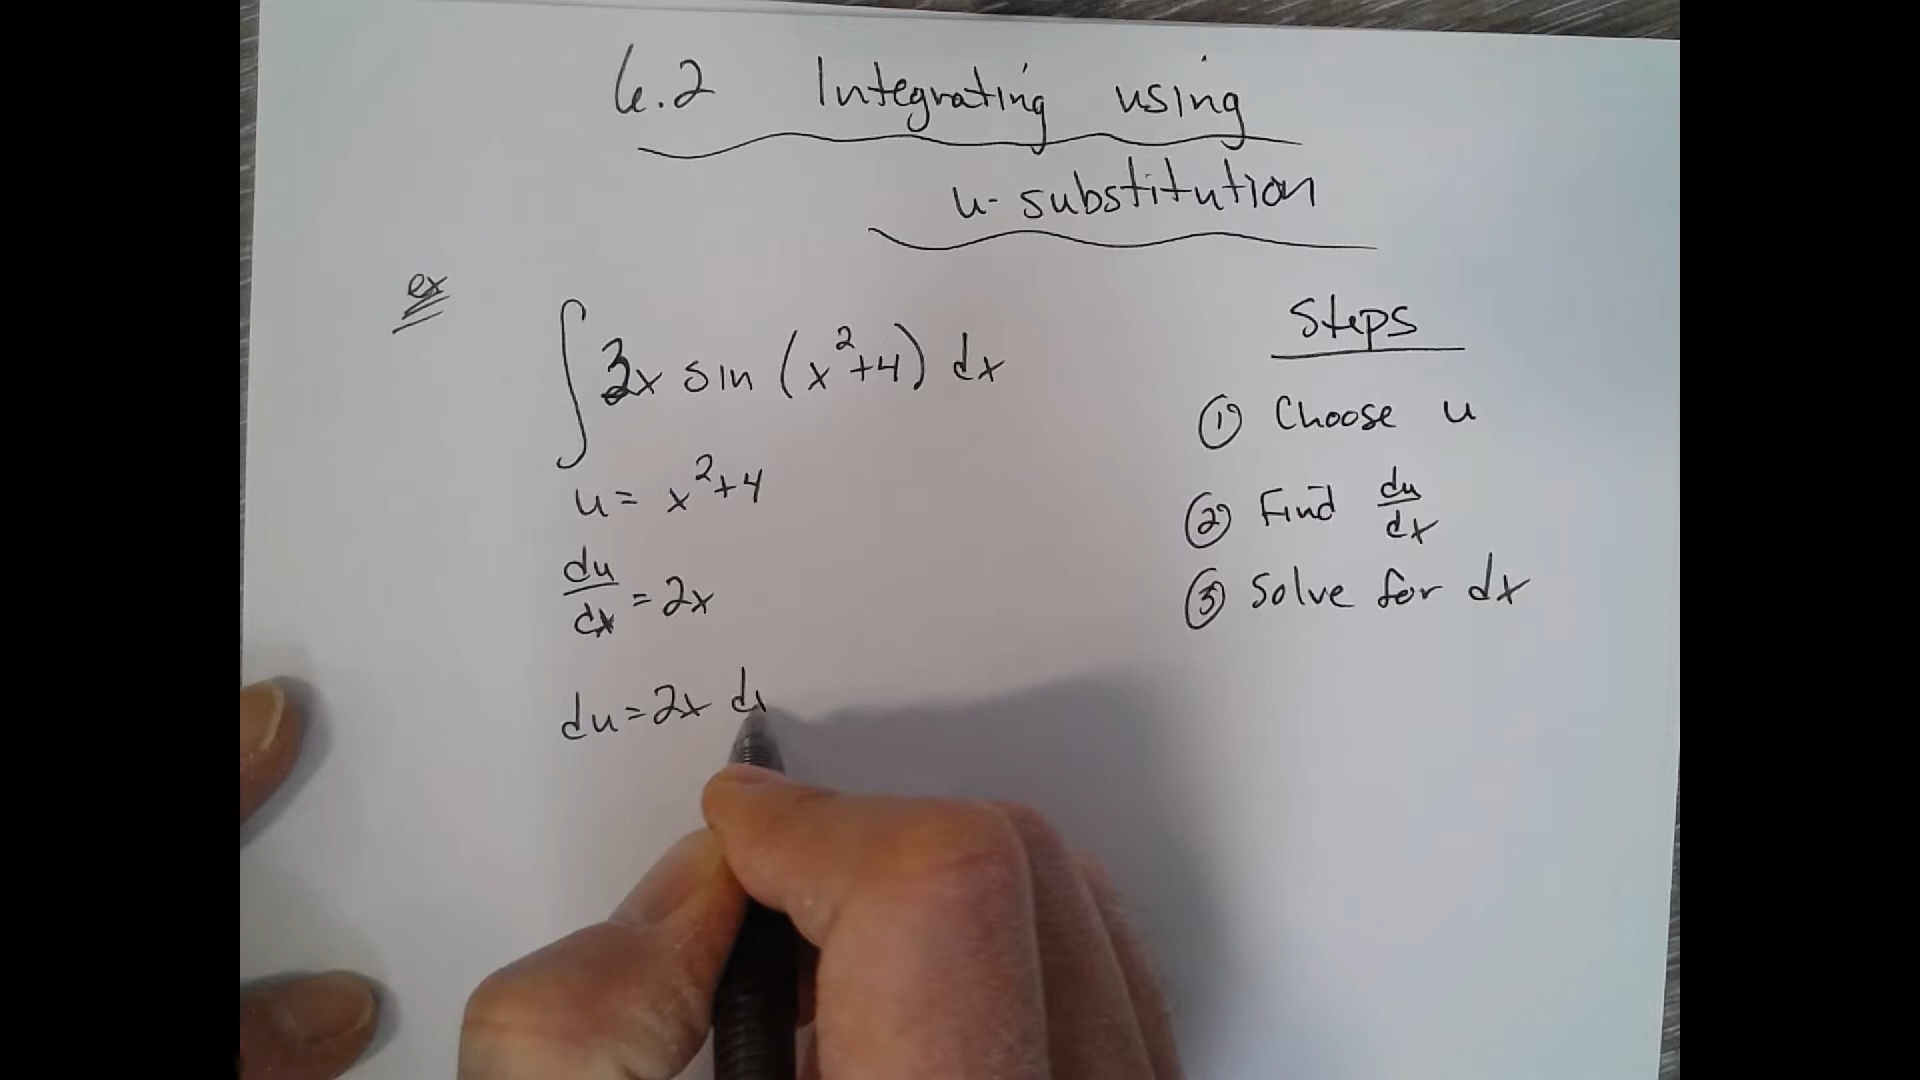 6.2 Integrating using
u-substitution
ex
∫ 3x sin (x²+4) dx
u = x²+4
du/dx = 2x
du = 2x dx
Steps
① Choose u
② Find du/dx
③ Solve for dx